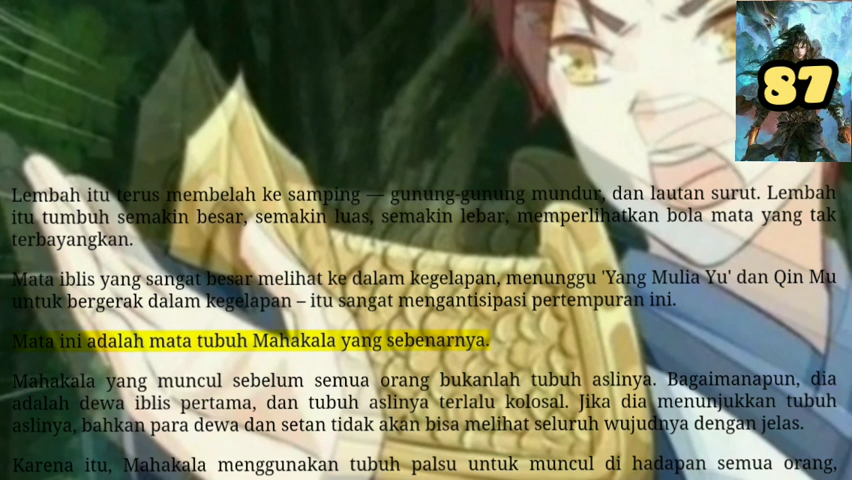 87
Lembah itu terus membelah ke samping — gunung-gunung mundur, dan lautan surut. Lembah
itu tumbuh semakin besar, semakin luas, semakin lebar, memperlihatkan bola mata yang tak
terbayangkan.
Mata iblis yang sangat besar melihat ke dalam kegelapan, menunggu 'Yang Mulia Yu' dan Qin Mu
untuk bergerak dalam kegelapan – itu sangat mengantisipasi pertempuran ini.
Mata ini adalah mata tubuh Mahakala yang sebenarnya.
Mahakala yang muncul sebelum semua orang bukanlah tubuh aslinya. Bagaimanapun, dia
adalah dewa iblis pertama, dan tubuh aslinya terlalu kolosal. Jika dia menunjukkan tubuh
aslinya, bahkan para dewa dan setan tidak akan bisa melihat seluruh wujudnya dengan jelas.
Karena itu, Mahakala menggunakan tubuh palsu untuk muncul di hadapan semua orang,